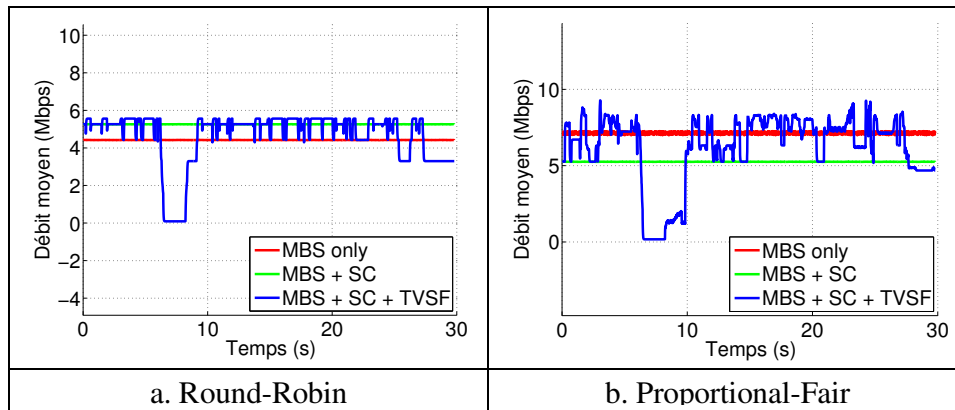 10
8
6
4
2
0
−2
−4
Débit moyen (Mbps)
MBS only
MBS + SC
MBS + SC + TVSF
0
10
20
30
Temps (s)
a. Round-Robin
10
5
0
Débit moyen (Mbps)
MBS only
MBS + SC
MBS + SC + TVSF
0
10
20
30
Temps (s)
b. Proportional-Fair